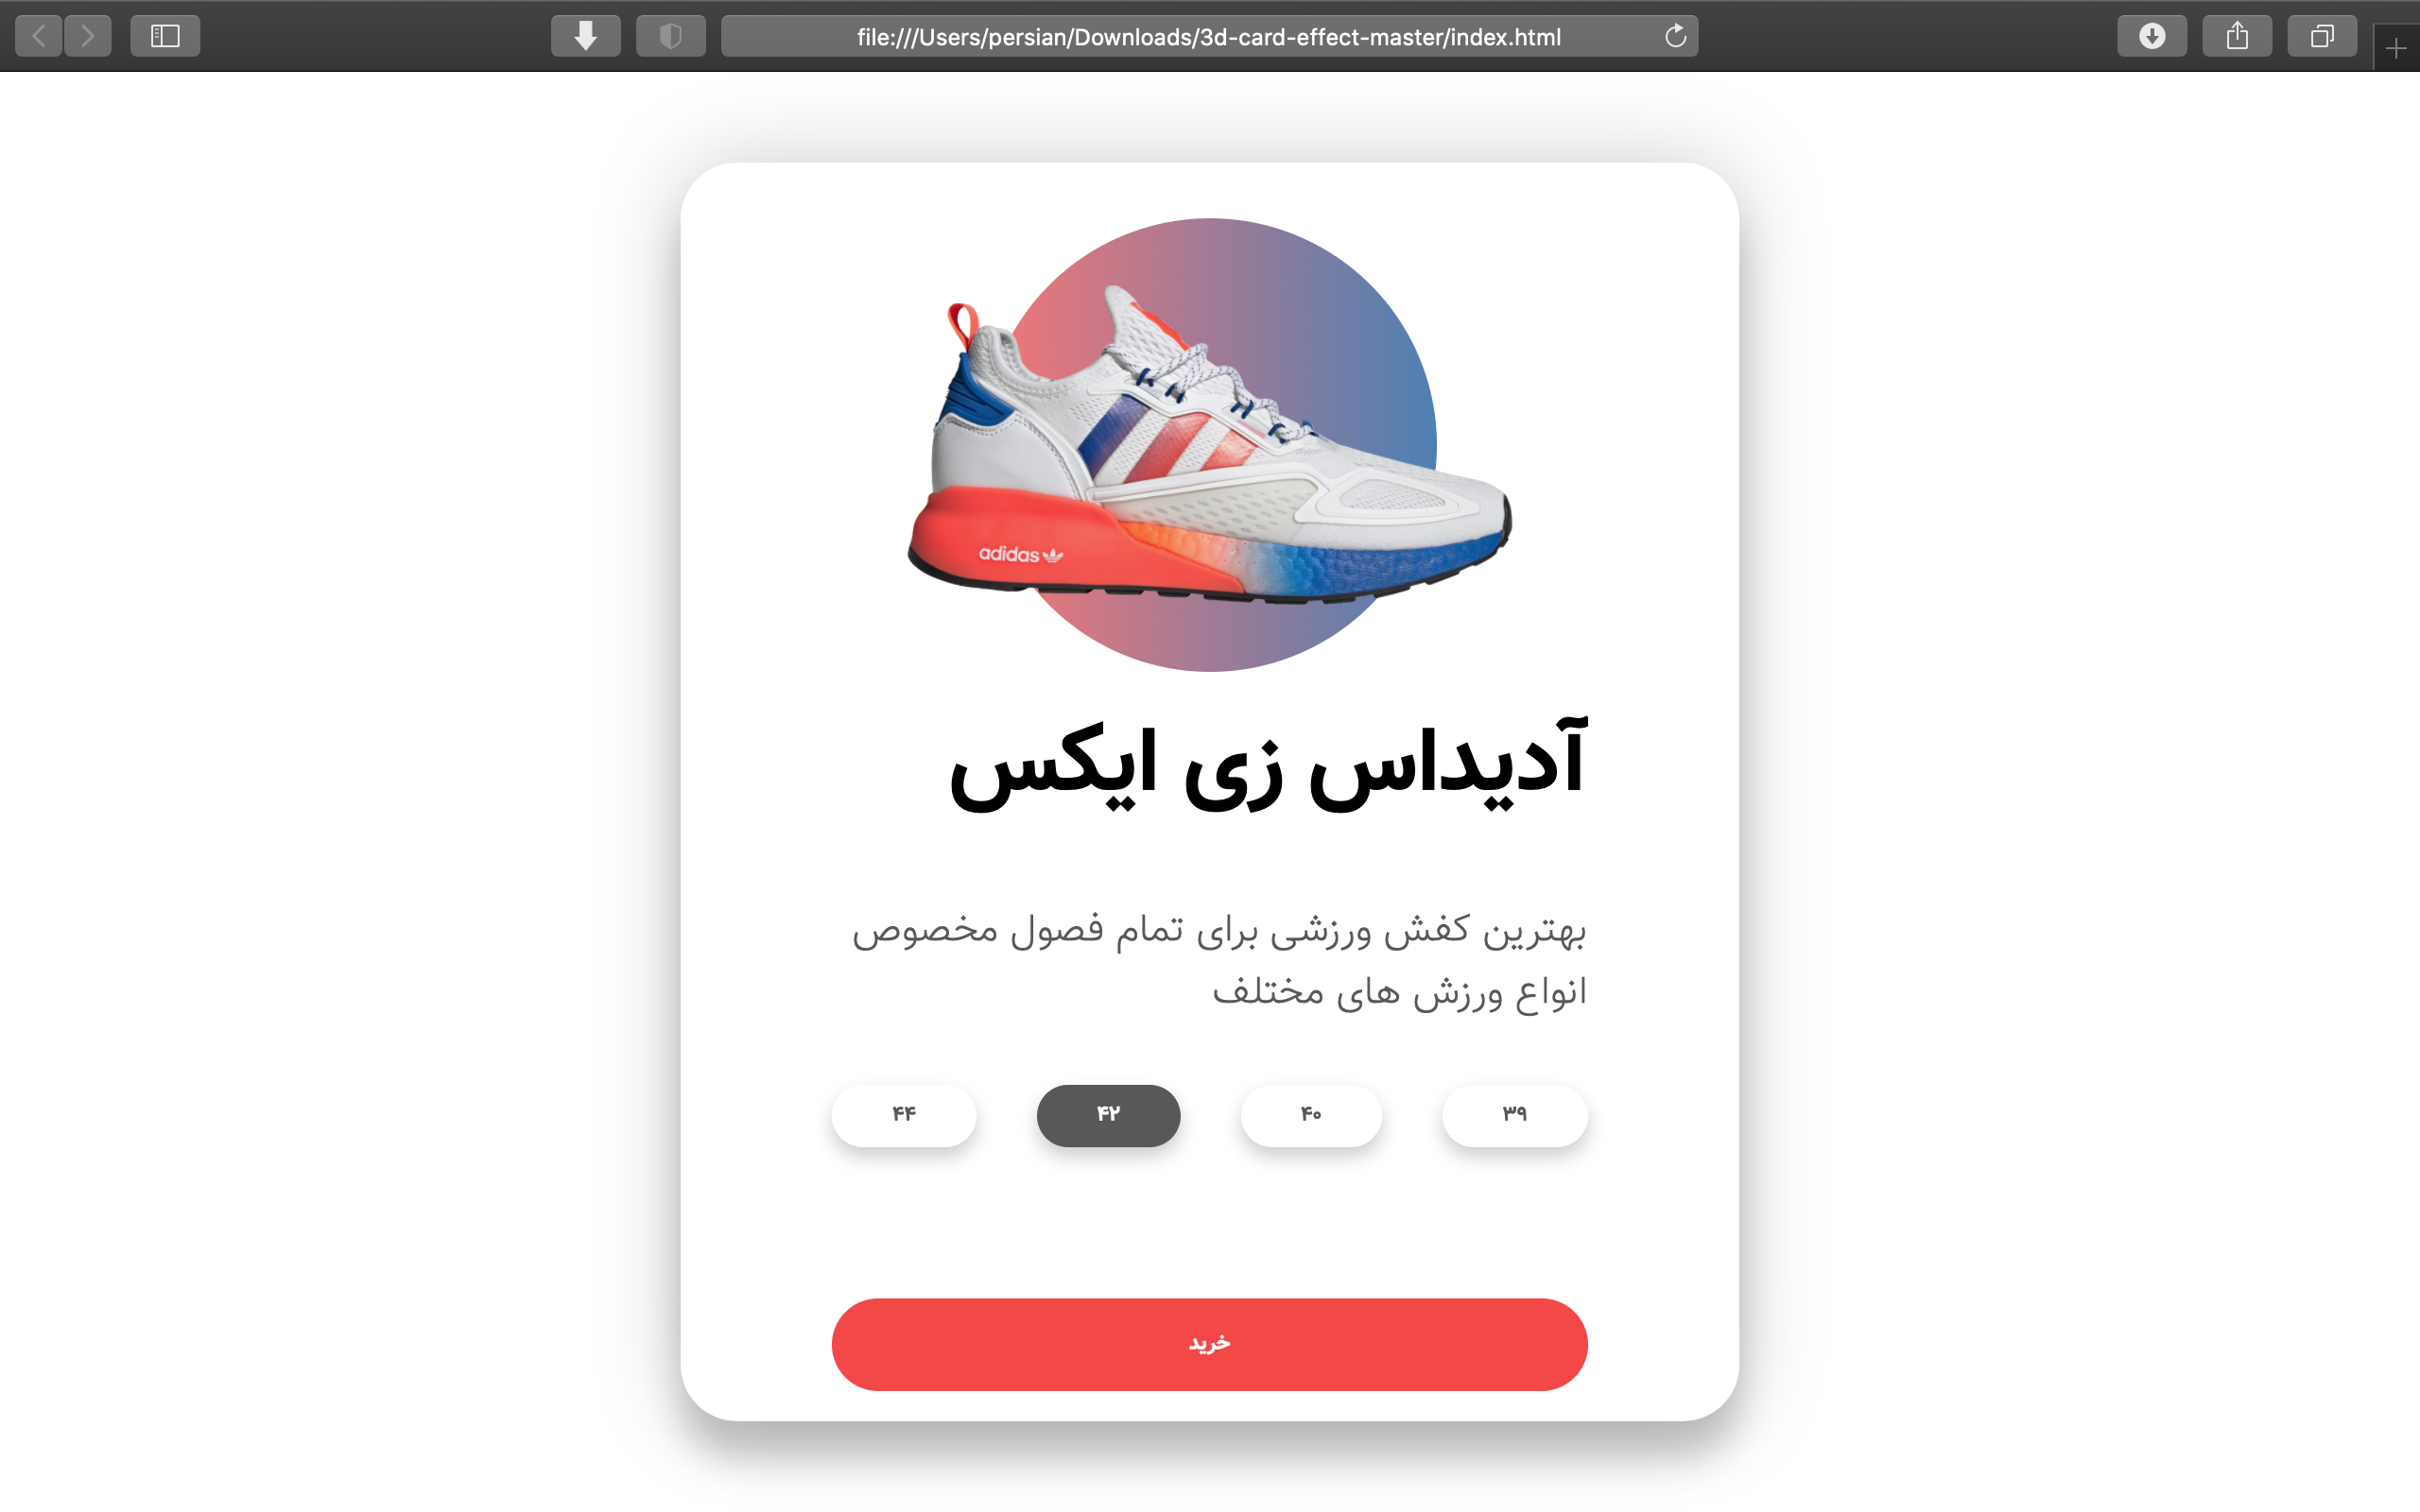 file:///Users/persian/Downloads/3d-card-effect-master/index.html
adidas
آدیداس زی ایکس
بهترین کفش ورزشی برای تمام فصول مخصوص
انواع ورزش های مختلف
۳۹ ۴۰ ۴۲ ۴۴
خرید